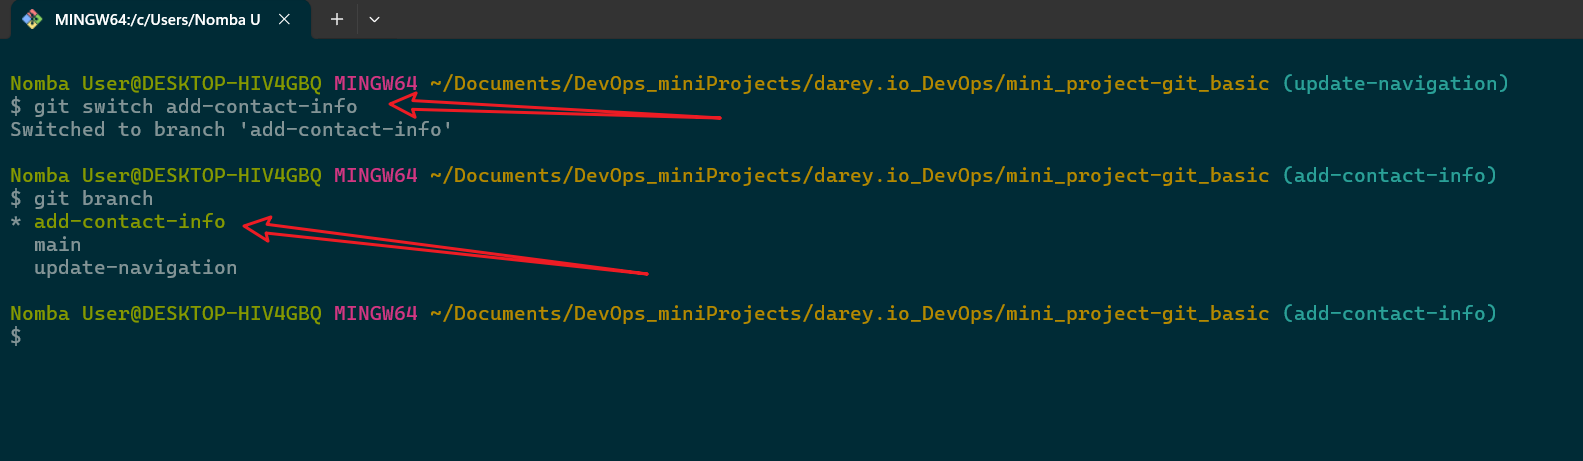 MINGW64:/c/Users/Nomba U
Nomba User@DESKTOP-HIV4GBQ MINGW64 ~/Documents/DevOps_miniProjects/darey.io_DevOps/mini_project-git_basic (update-navigation)
$ git switch add-contact-info
Switched to branch 'add-contact-info'
Nomba User@DESKTOP-HIV4GBQ MINGW64 ~/Documents/DevOps_miniProjects/darey.io_DevOps/mini_project-git_basic (add-contact-info)
$ git branch
* add-contact-info
main
update-navigation
Nomba User@DESKTOP-HIV4GBQ MINGW64 ~/Documents/DevOps_miniProjects/darey.io_DevOps/mini_project-git_basic (add-contact-info)
$